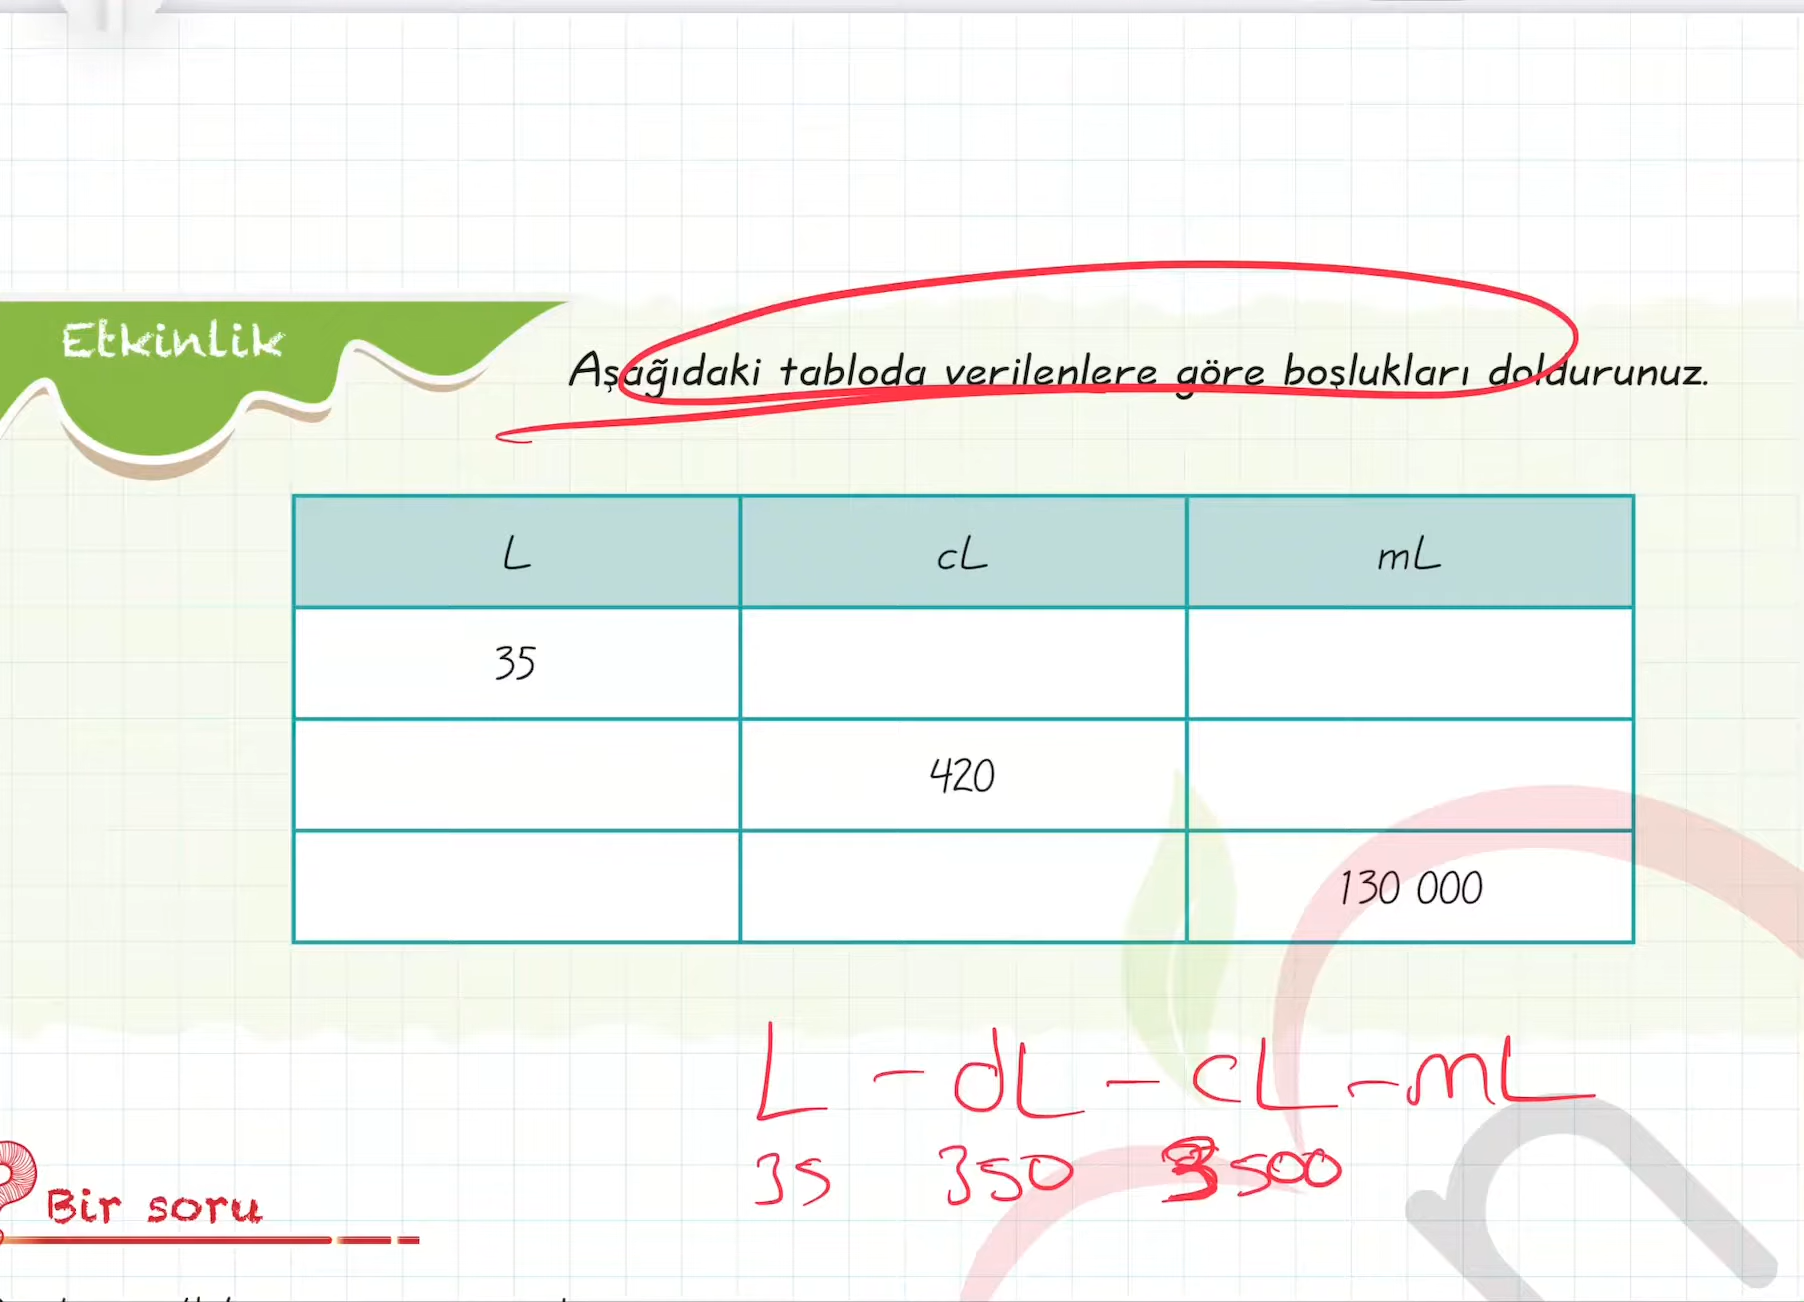 Etkinlik
Aşağıdaki tabloda verilenlere göre boşlukları doldurunuz.
L cL mL
35
420
130 000
L - dL - cL - mL
35 350 3500
Bir soru